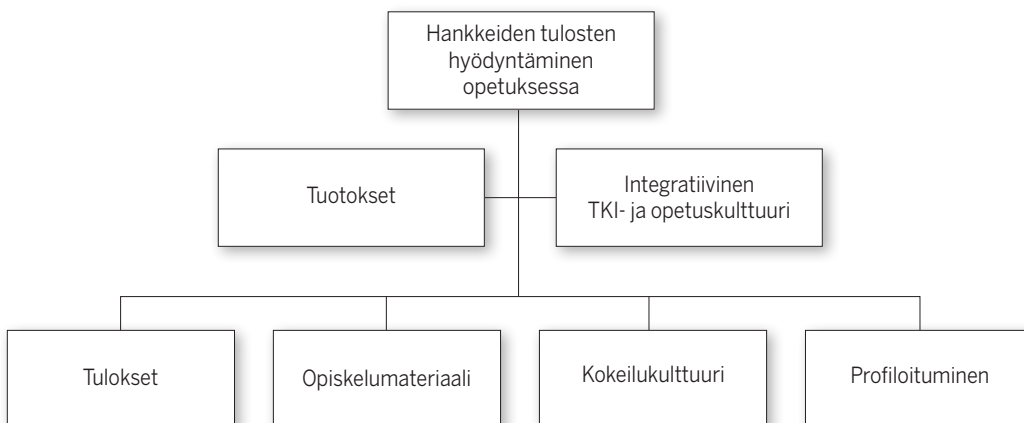 Hankkeiden tulosten
hyödyntäminen
opetuksessa
Tuotokset
Integratiivinen
TKI- ja opetuskulttuuri
Tulokset
Opiskelumateriaali
Kokeilukulttuuri
Profiloituminen